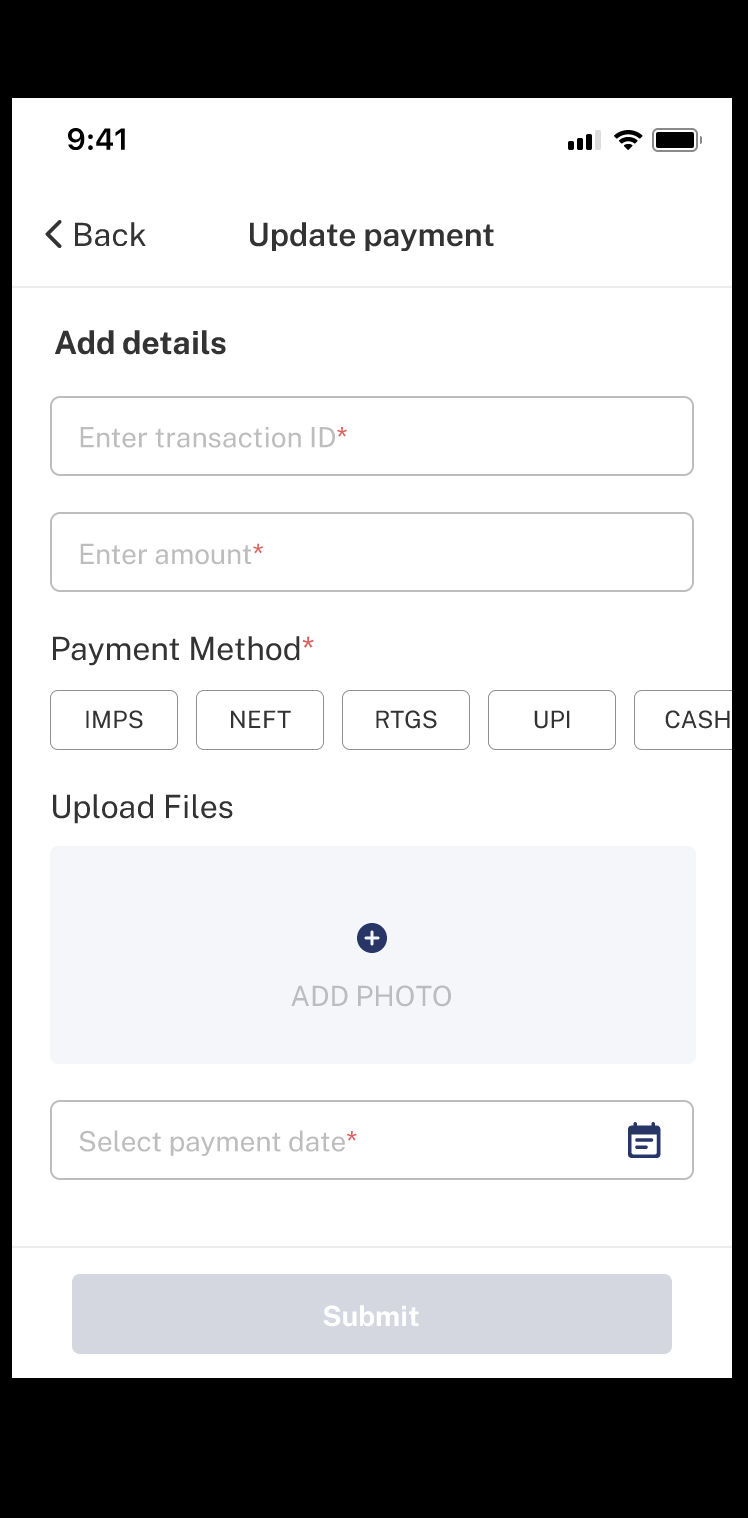 9:41
Back
Update payment
Add details
Enter transaction ID*
Enter amount*
Payment Method*
IMPS NEFT RTGS UPI CASH
Upload Files
ADD PHOTO
Select payment date*
Submit